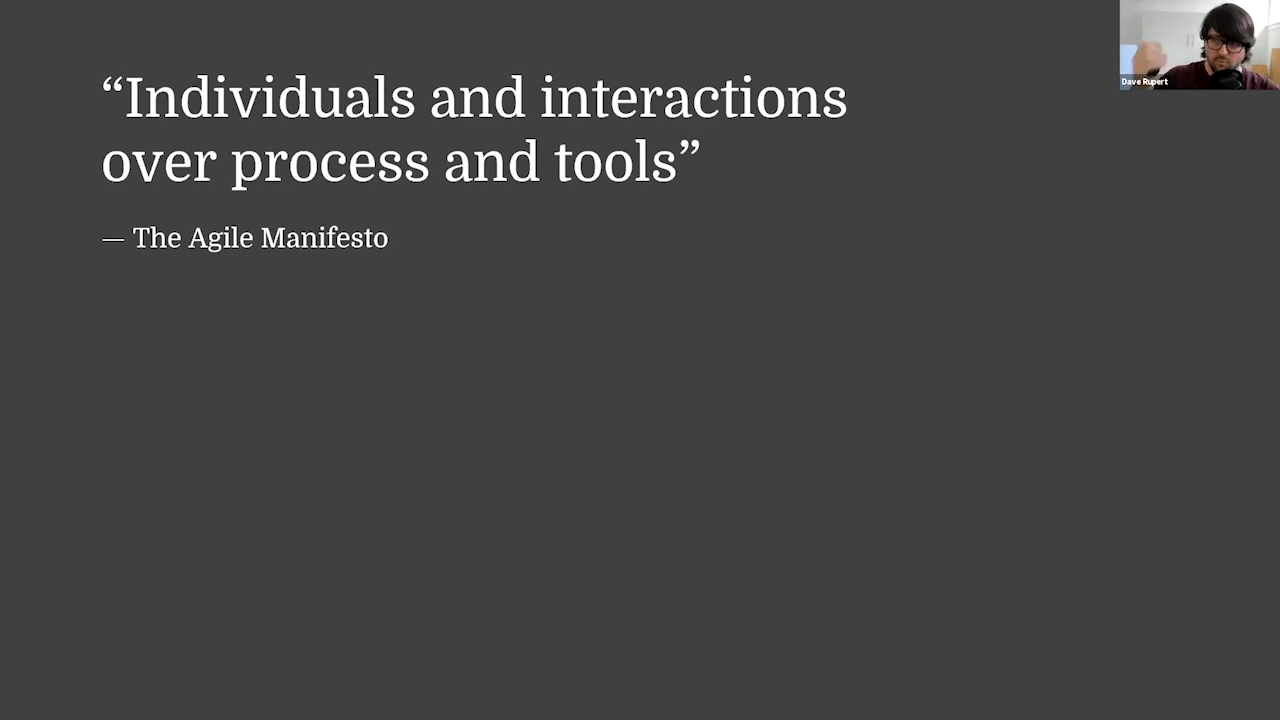 “Individuals and interactions
over process and tools”
— The Agile Manifesto
Dave Rupert